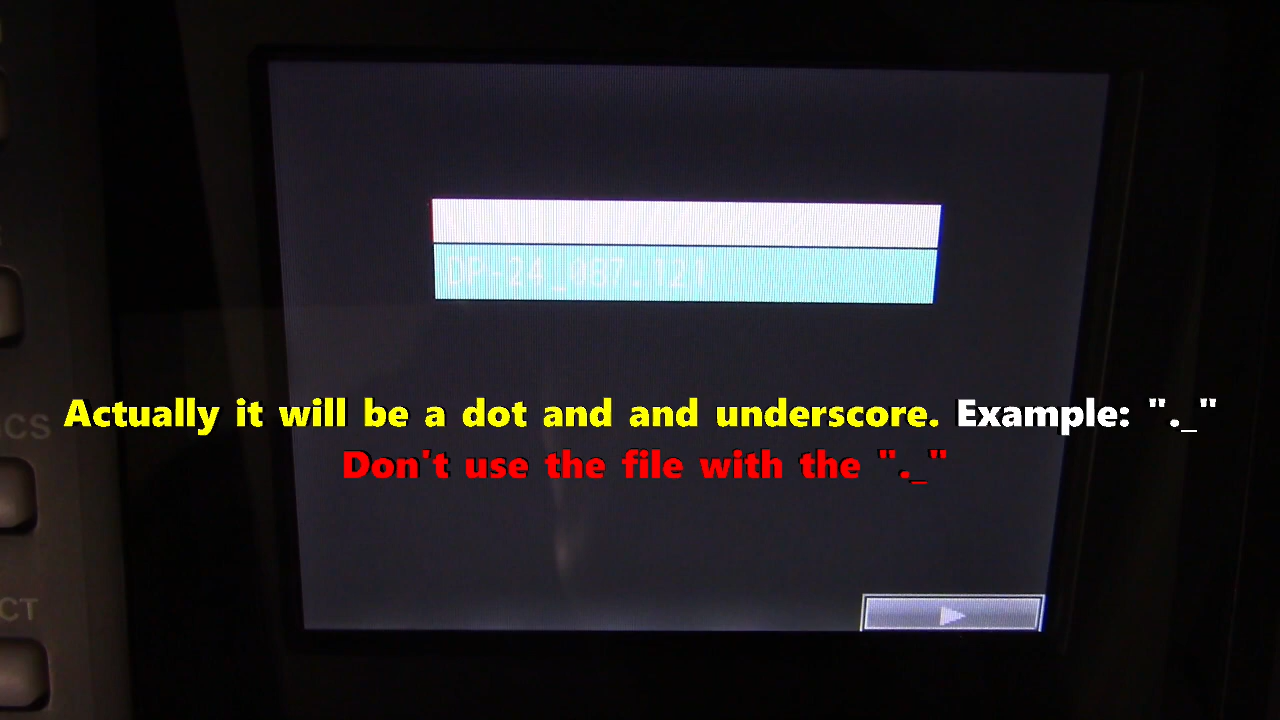 DP-24_087.121
Actually it will be a dot and and underscore. Example: "._"
Don't use the file with the "._"
CS
CT